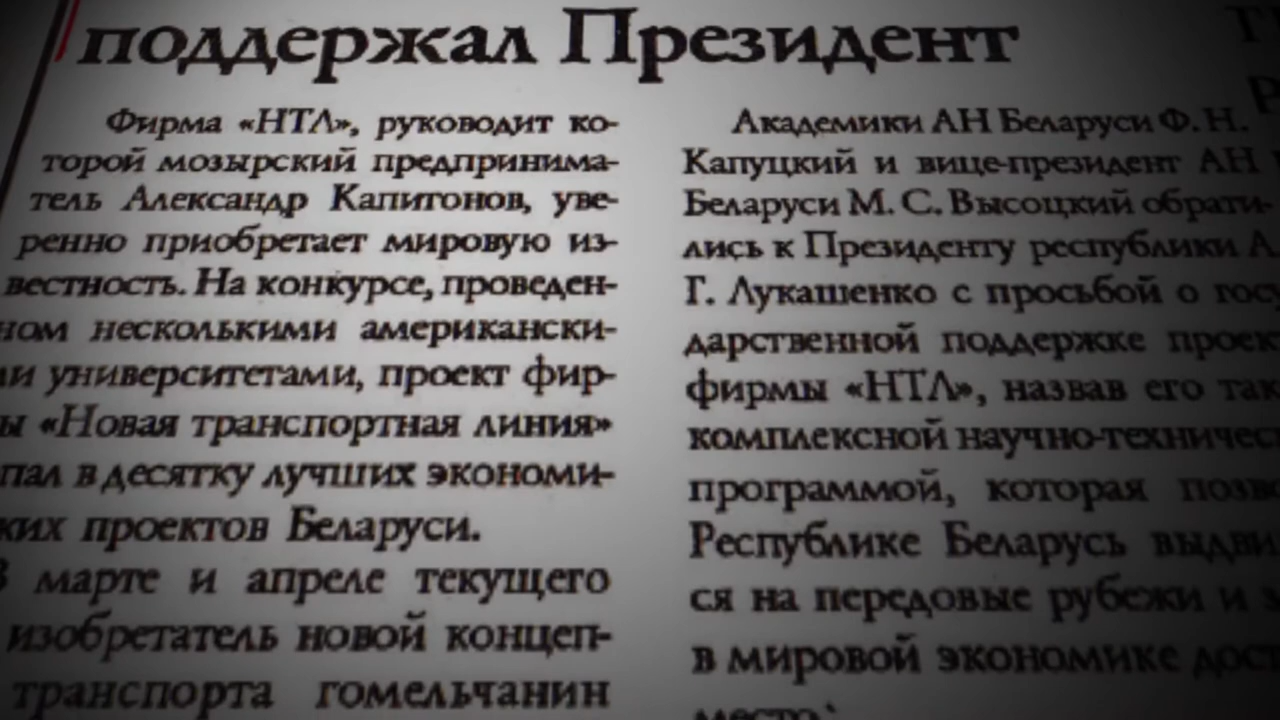 поддержал Президент
Фирма «НТЛ», руководит ко-
торой мозырский предпринима-
тель Александр Капитонов, уве-
ренно приобретает мировую из-
вестность. На конкурсе, проведен-
ном несколькими американски-
ми университетами, проект фир-
мы «Новая транспортная линия»
пал в десятку лучших экономи-
ких проектов Беларуси.
В марте и апреле текущего
изобретатель новой концеп-
транспорта гомельчанин
Академики АН Беларуси Ф. Н.
Капуцкий и вице-президент АН
Беларуси М. С. Высоцкий обрати-
лись к Президенту республики А.
Г. Лукашенко с просьбой о госу
дарственной поддержке проек
фирмы «НТЛ», назвав его так
комплексной научно-техничес
программой, которая позв
Республике Беларусь выдви
ся на передовые рубежи и з
в мировой экономике дост
место.